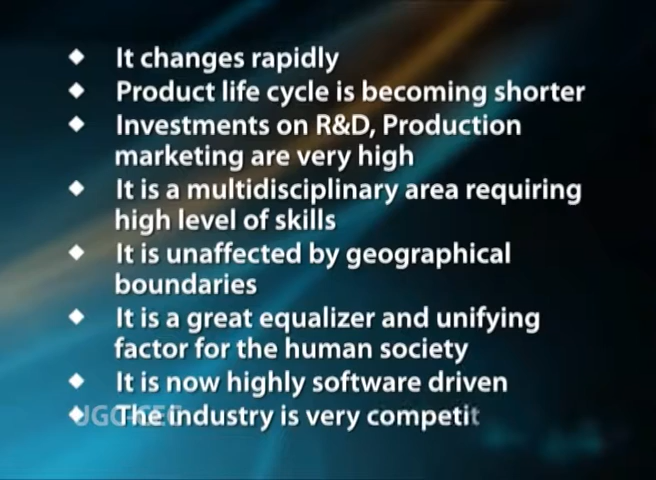 It changes rapidly
Product life cycle is becoming shorter
Investments on R&D, Production
marketing are very high
It is a multidisciplinary area requiring
high level of skills
It is unaffected by geographical
boundaries
It is a great equalizer and unifying
factor for the human society
It is now highly software driven
The industry is very competit